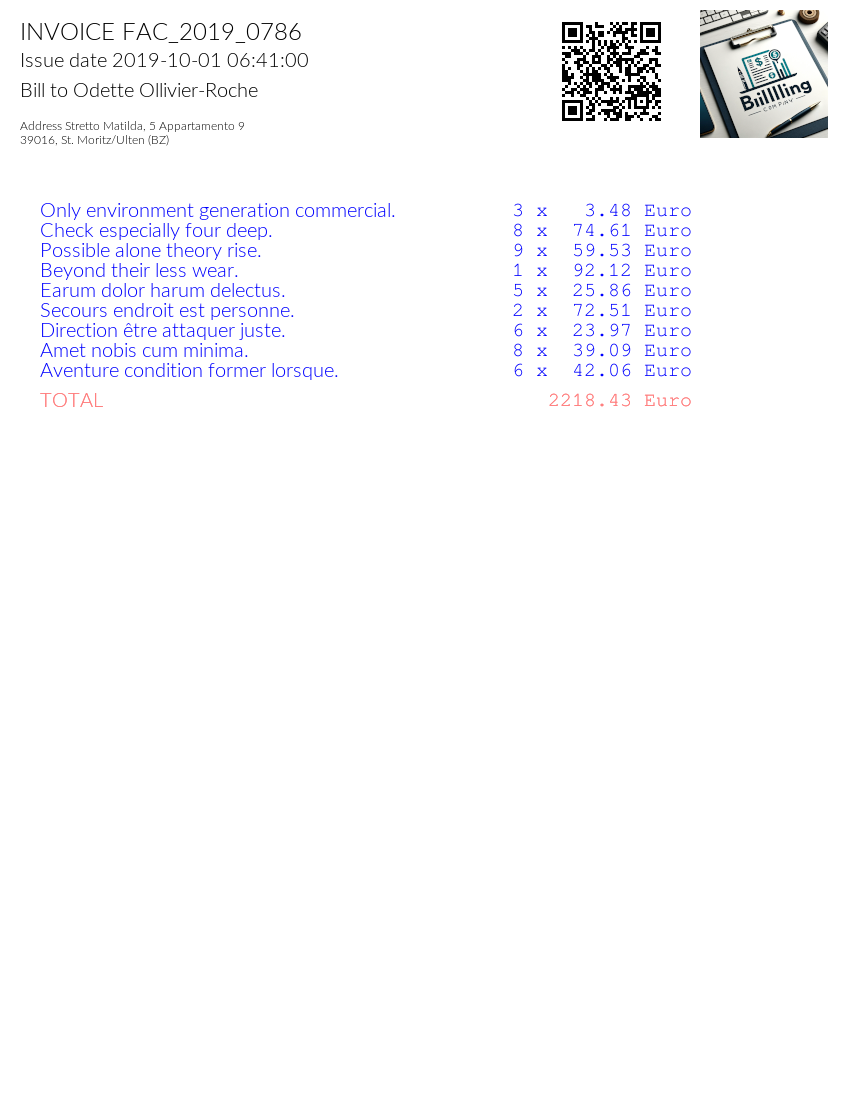 INVOICE FAC_2019_0786
Issue date 2019-10-01 06:41:00
Bill to Odette Ollivier-Roche
Address Stretto Matilda, 5 Appartamento 9
39016, St. Moritz/Ulten (BZ)
Biilllling
COMPANY
Only environment generation commercial. 3 x 3.48 Euro
Check especially four deep. 8 x 74.61 Euro
Possible alone theory rise. 9 x 59.53 Euro
Beyond their less wear. 1 x 92.12 Euro
Earum dolor harum delectus. 5 x 25.86 Euro
Secours endroit est personne. 2 x 72.51 Euro
Direction être attaquer juste. 6 x 23.97 Euro
Amet nobis cum minima. 8 x 39.09 Euro
Aventure condition former lorsque. 6 x 42.06 Euro
TOTAL 2218.43 Euro